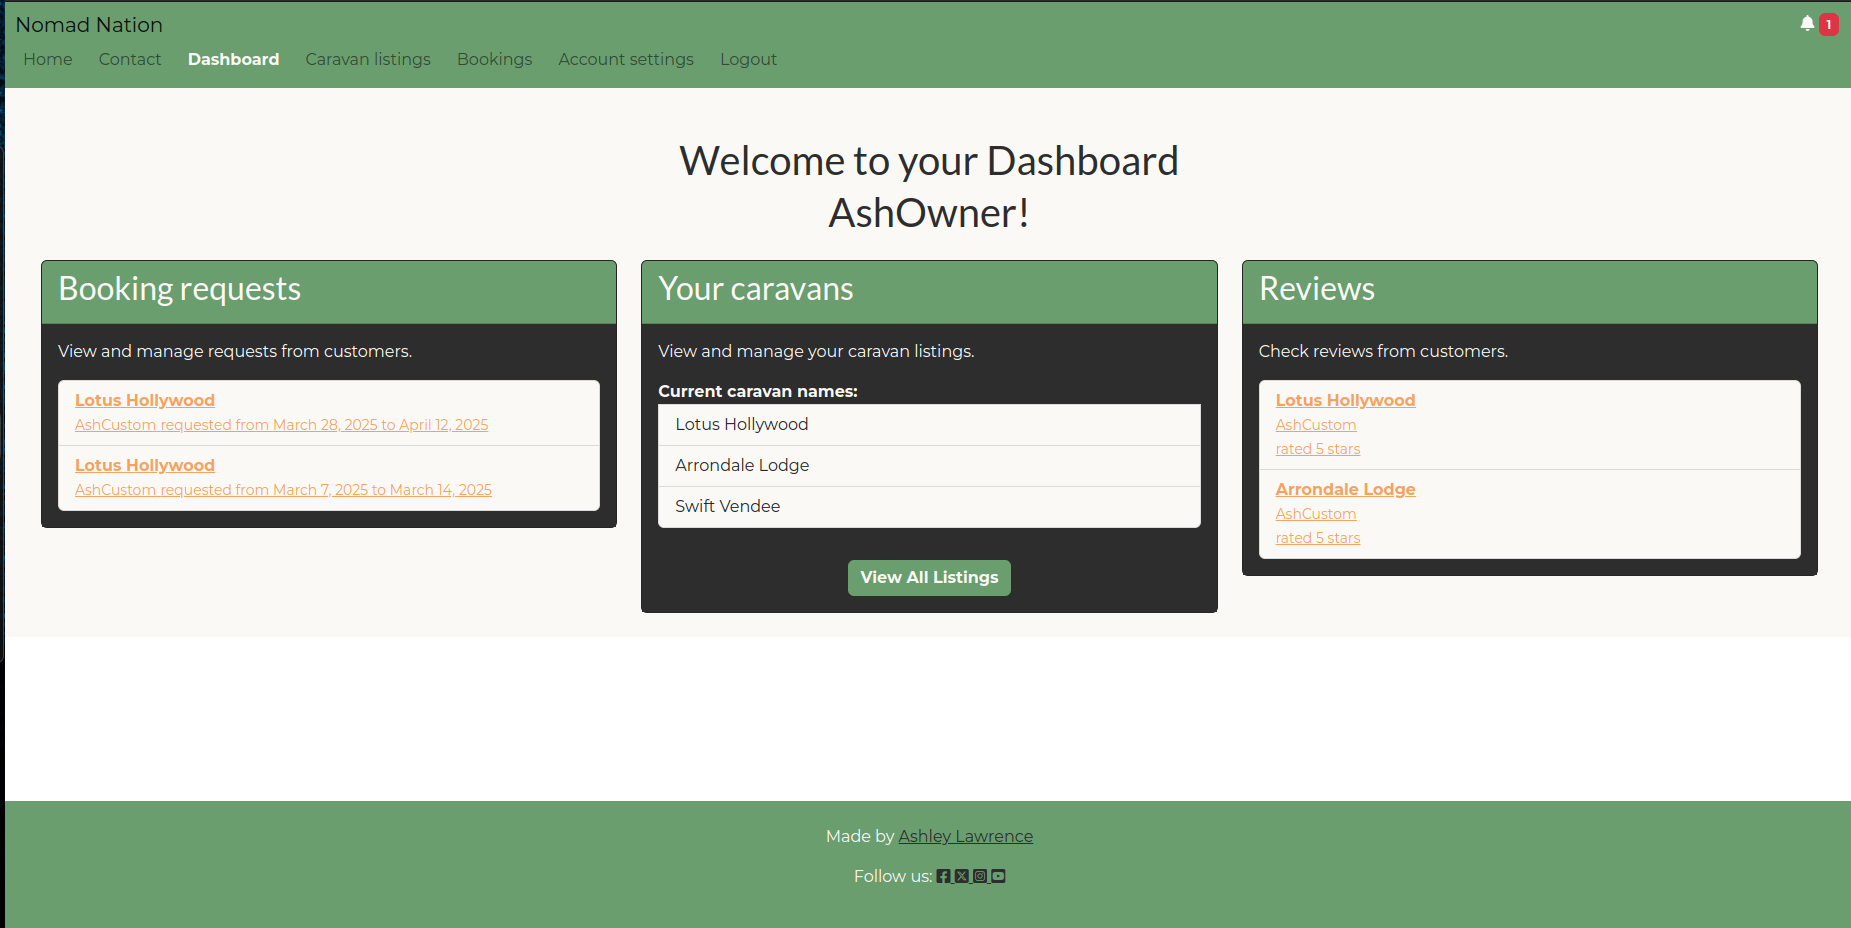 Nomad Nation
1
Home Contact Dashboard Caravan listings Bookings Account settings Logout
Welcome to your Dashboard
AshOwner!
Booking requests
View and manage requests from customers.
Lotus Hollywood
AshCustom requested from March 28, 2025 to April 12, 2025
Lotus Hollywood
AshCustom requested from March 7, 2025 to March 14, 2025
Your caravans
View and manage your caravan listings.
Current caravan names:
Lotus Hollywood
Arrondale Lodge
Swift Vendee
View All Listings
Reviews
Check reviews from customers.
Lotus Hollywood
AshCustom
rated 5 stars
Arrondale Lodge
AshCustom
rated 5 stars
Made by Ashley Lawrence
Follow us: